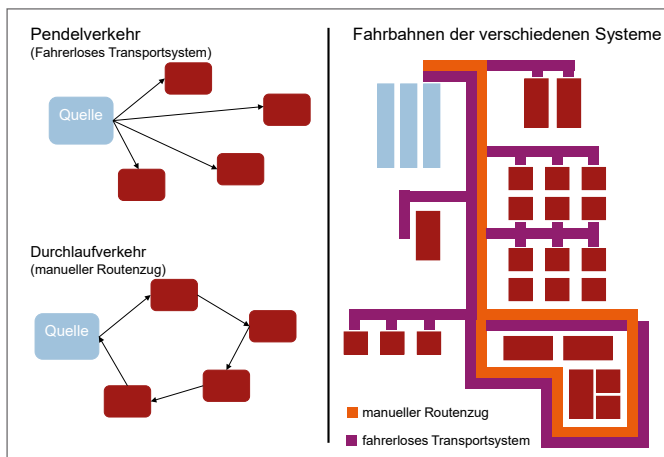 Pendelverkehr
(Fahrerloses Transportsystem)
Quelle
Durchlaufverkehr
(manueller Routenzug)
Quelle
Fahrbahnen der verschiedenen Systeme
manueller Routenzug
fahrerloses Transportsystem